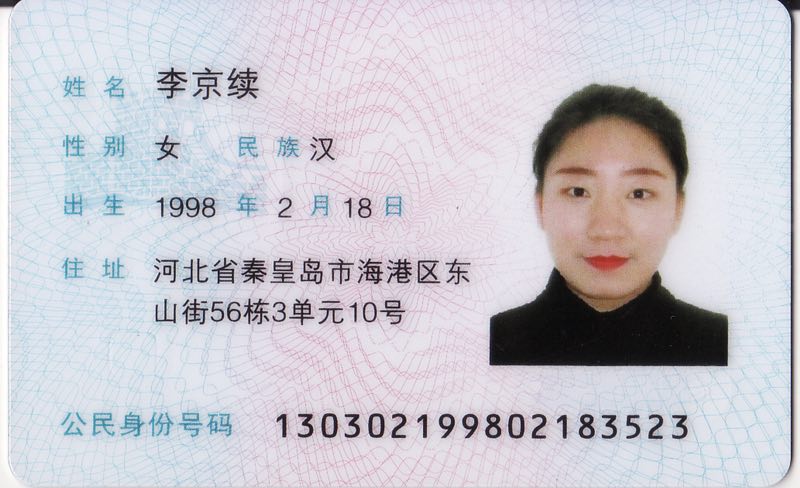 姓名 李京续
性别 女 民族 汉
出生 1998 年 2 月 18 日
住址 河北省秦皇岛市海港区东
山街56栋3单元10号
公民身份号码 130302199802183523